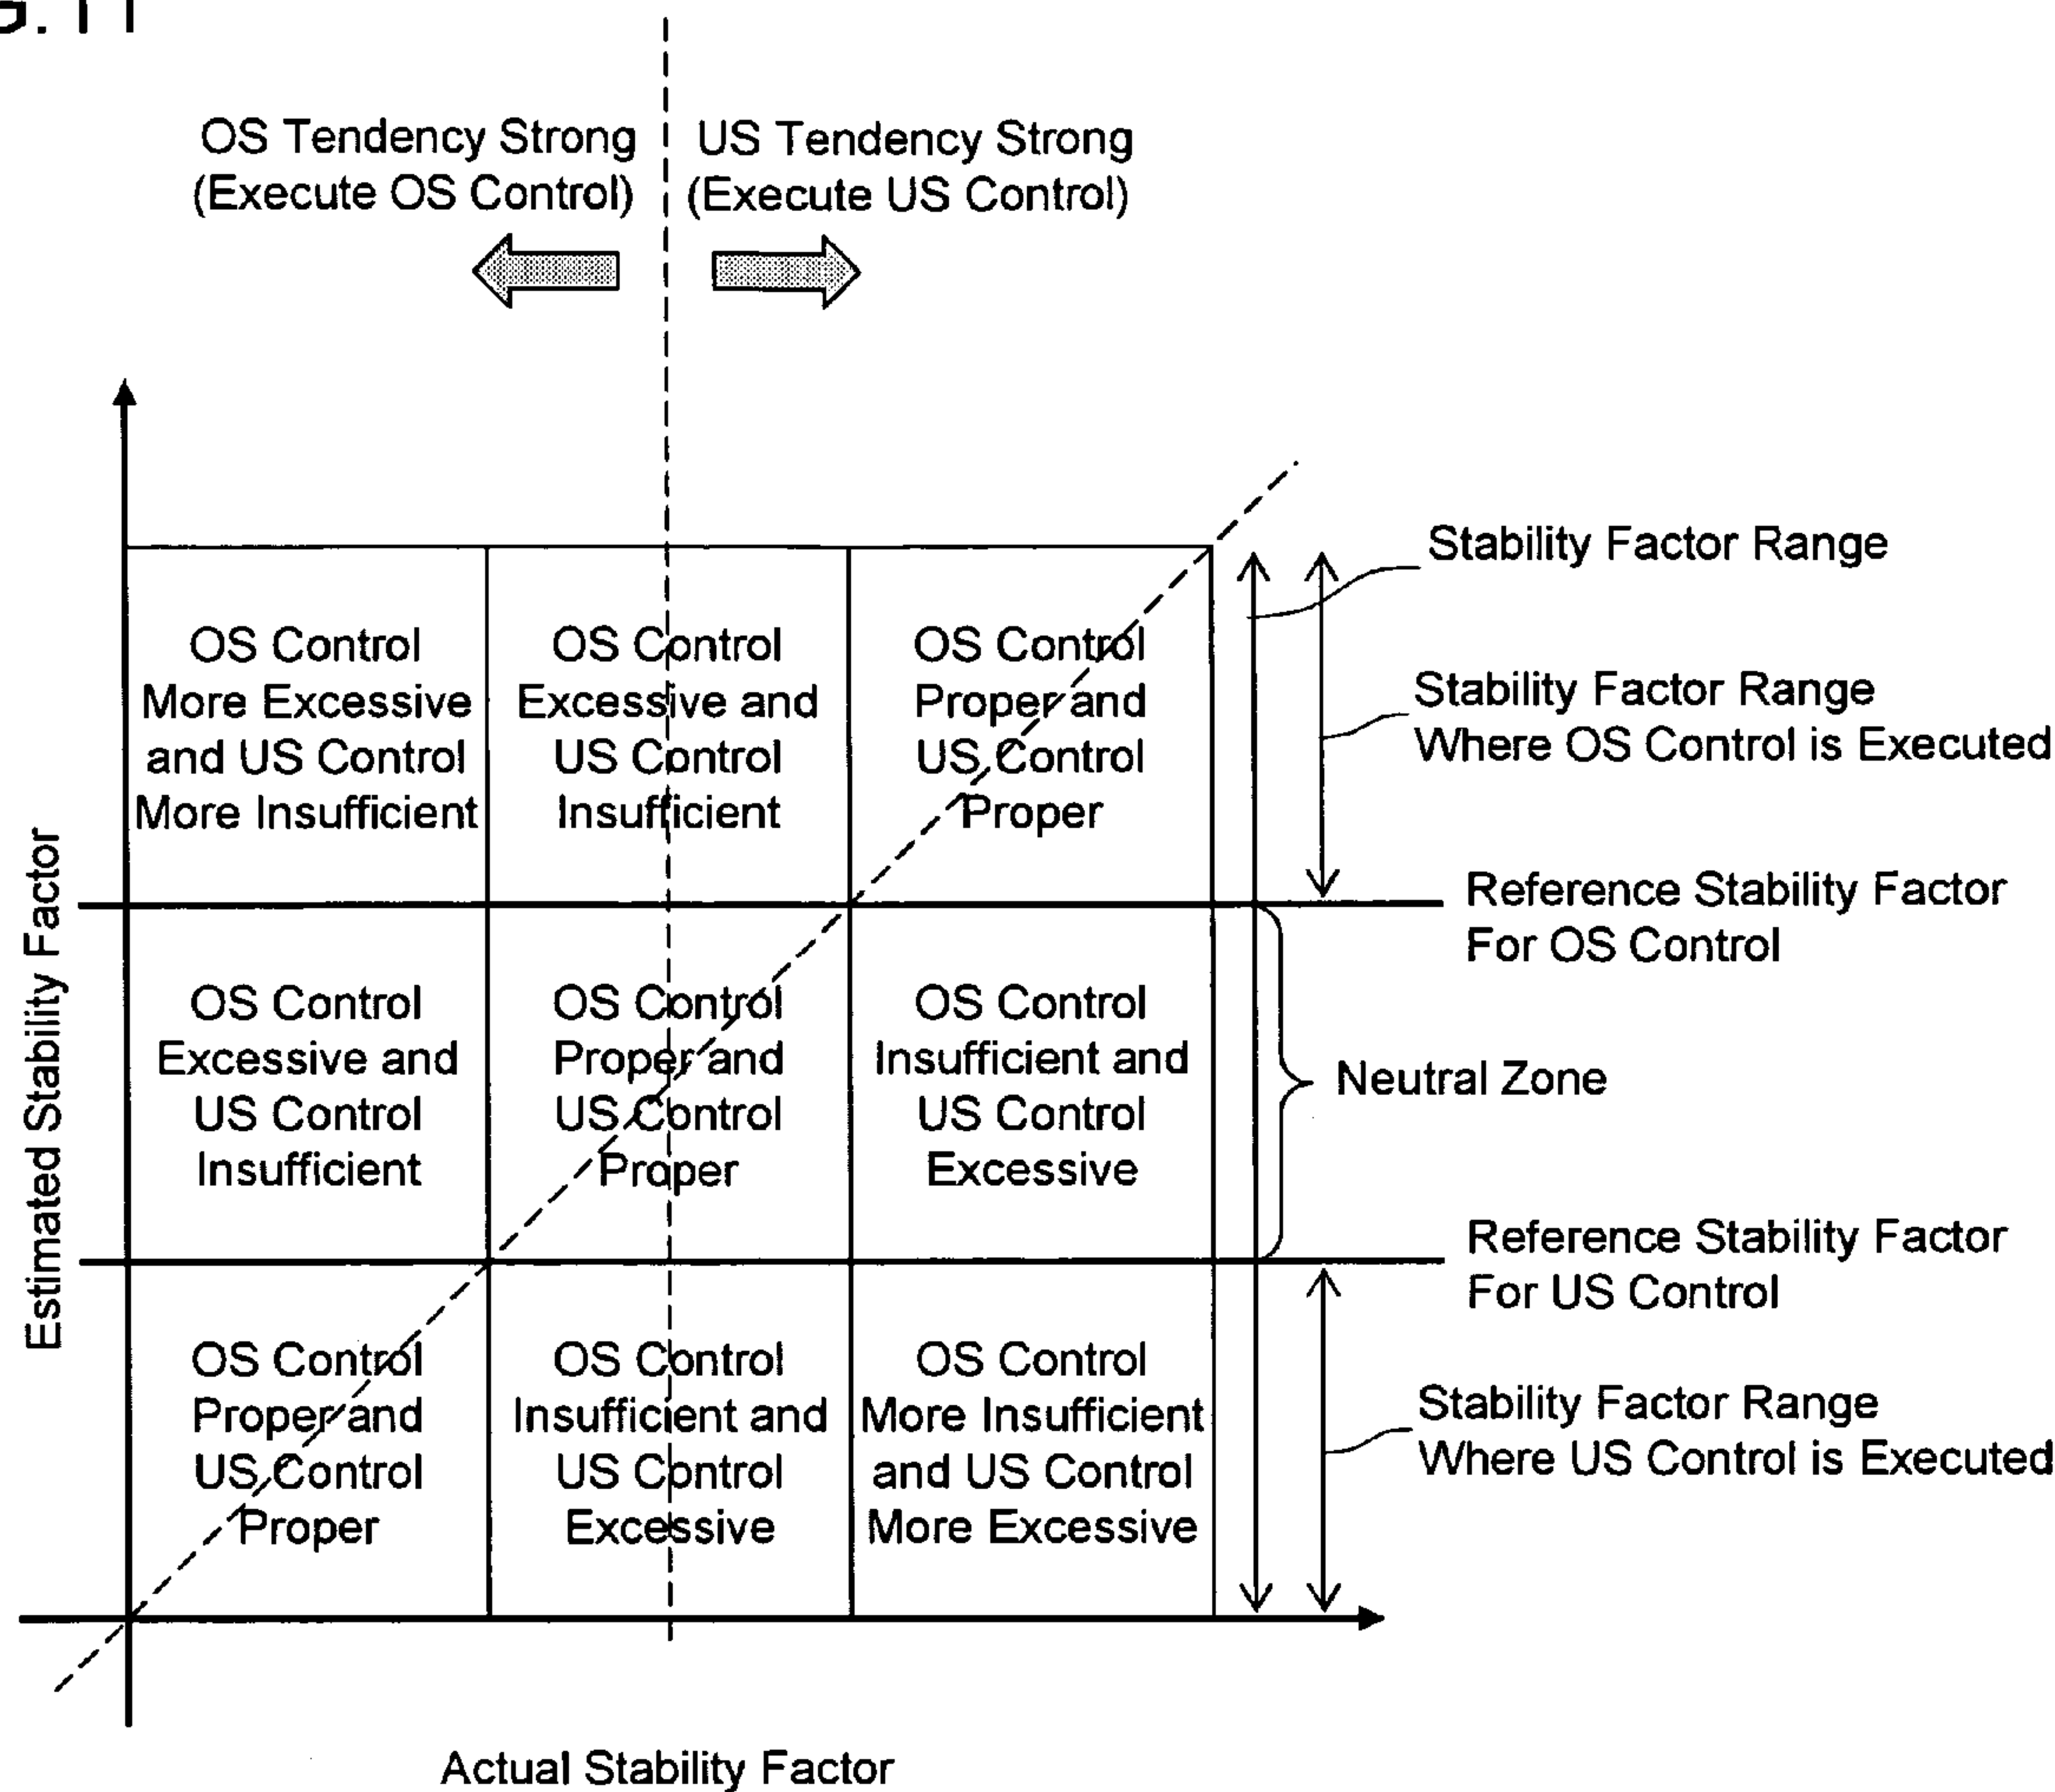 G. 11
OS Tendency Strong
(Execute OS Control)
US Tendency Strong
(Execute US Control)
Estimated Stability Factor
OS Control
More Excessive
and US Control
More Insufficient
OS Control
Excessive and
US Control
Insufficient
OS Control
Proper and
US Control
Proper
OS Control
Excessive and
US Control
Insufficient
OS Control
Proper and
US Control
Proper
OS Control
Insufficient and
US Control
Excessive
OS Control
Proper and
US Control
Proper
OS Control
Insufficient and
US Control
Excessive
OS Control
More Insufficient
and US Control
More Excessive
Stability Factor Range
Stability Factor Range
Where OS Control is Executed
Reference Stability Factor
For OS Control
Neutral Zone
Reference Stability Factor
For US Control
Stability Factor Range
Where US Control is Executed
Actual Stability Factor